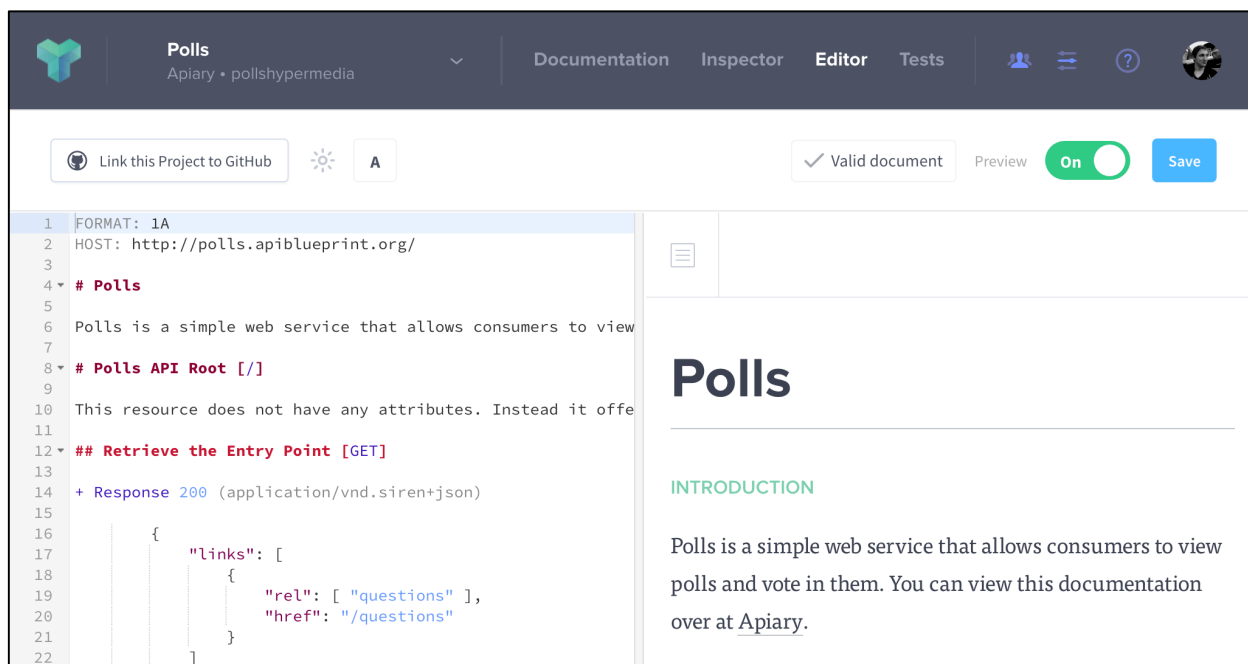 Polls
Apiary • pollshypermedia
Documentation Inspector Editor Tests
Link this Project to GitHub A Valid document Preview On Save
1 FORMAT: 1A
2 HOST: http://polls.apiblueprint.org/
3
4 # Polls
5
6 Polls is a simple web service that allows consumers to view
7
8 # Polls API Root [/]
9
10 This resource does not have any attributes. Instead it offe
11
12 ## Retrieve the Entry Point [GET]
13
14 + Response 200 (application/vnd.siren+json)
15
16 {
17 "links": [
18 {
19 "rel": [ "questions" ],
20 "href": "/questions"
21 }
22 ]
Polls
INTRODUCTION
Polls is a simple web service that allows consumers to view
polls and vote in them. You can view this documentation
over at Apiary.